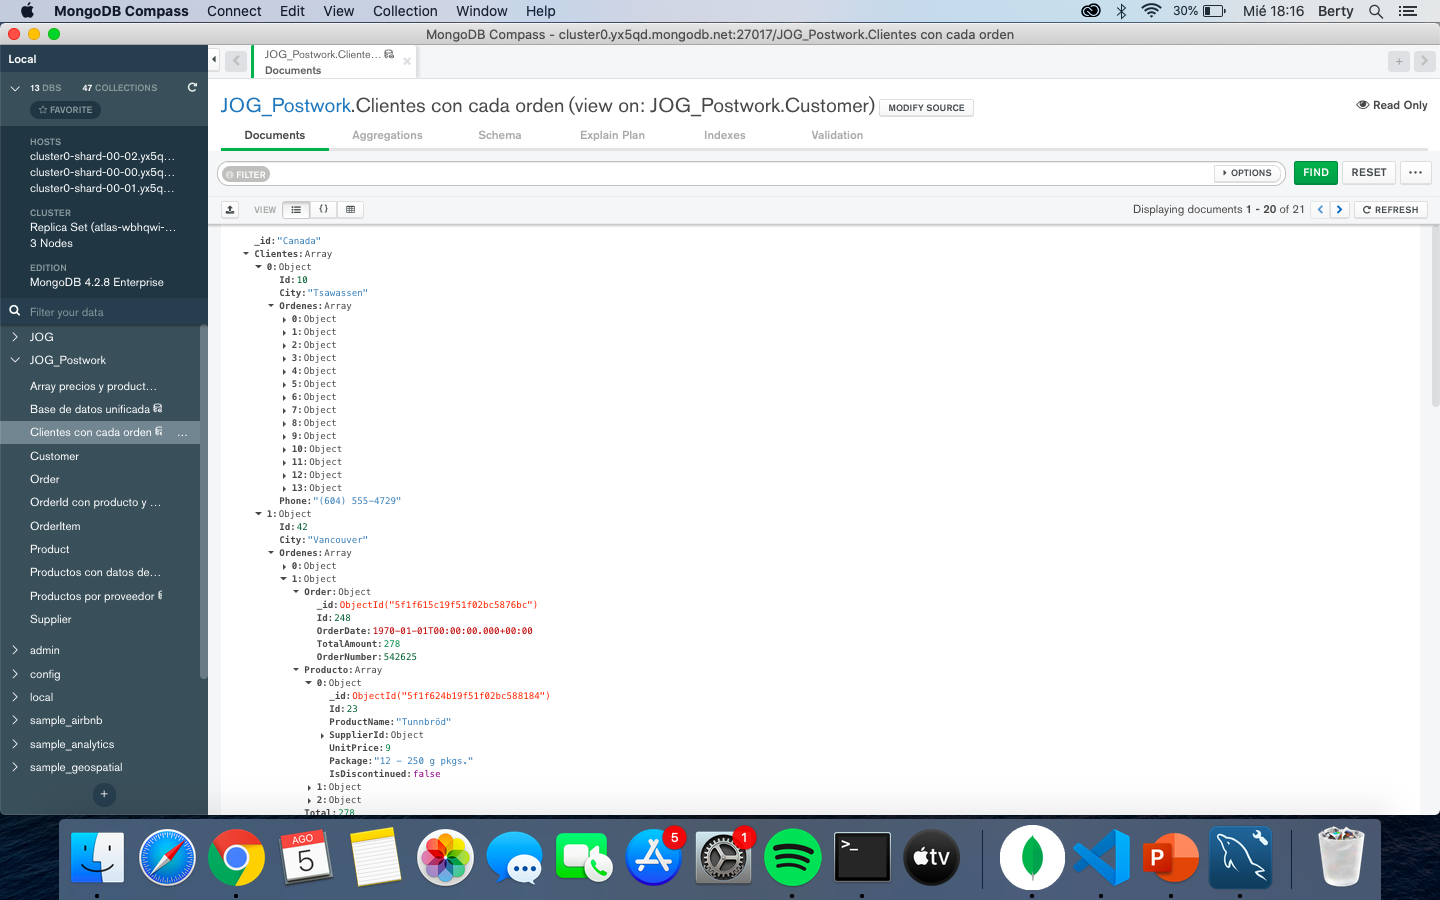 MongoDB Compass Connect Edit View Collection Window Help 30% Mié 18:16 Berty
MongoDB Compass - cluster0.yx5qd.mongodb.net:27017/JOG_Postwork.Clientes con cada orden
Local
13 DBS 47 COLLECTIONS
FAVORITE
HOSTS
cluster0-shard-00-02.yx5q...
cluster0-shard-00-00.yx5q...
cluster0-shard-00-01.yx5q...
CLUSTER
Replica Set (atlas-wbhqwi-...
3 Nodes
EDITION
MongoDB 4.2.8 Enterprise
Filter your data
JOG
JOG_Postwork
Array precios y product...
Base de datos unificada
Clientes con cada orden ...
Customer
Order
OrderId con producto y ...
OrderItem
Product
Productos con datos de...
Productos por proveedor
Supplier
admin
config
local
sample_airbnb
sample_analytics
sample_geospatial
+
JOG_Postwork.Cliente...
Documents
JOG_Postwork.Clientes con cada orden (view on: JOG_Postwork.Customer) MODIFY SOURCE
Read Only
Documents Aggregations Schema Explain Plan Indexes Validation
FILTER OPTIONS FIND RESET ...
VIEW {} Displaying documents 1 - 20 of 21 REFRESH
_id:"Canada"
Clientes:Array
0:Object
Id:10
City:"Tsawassen"
Ordenes:Array
0:Object
1:Object
2:Object
3:Object
4:Object
5:Object
6:Object
7:Object
8:Object
9:Object
10:Object
11:Object
12:Object
13:Object
Phone:"(604) 555-4729"
1:Object
Id:42
City:"Vancouver"
Ordenes:Array
0:Object
1:Object
Order:Object
_id:ObjectId("5f1f615c19f51f02bc5876bc")
Id:248
OrderDate:1970-01-01T00:00:00.000+00:00
TotalAmount:278
OrderNumber:542625
Producto:Array
0:Object
_id:ObjectId("5f1f624b19f51f02bc588184")
Id:23
ProductName:"Tunnbröd"
SupplierId:Object
UnitPrice:9
Package:"12 - 250 g pkgs."
IsDiscontinued:false
1:Object
2:Object
Total:278
AGO
5
5
1
>_
tv
P